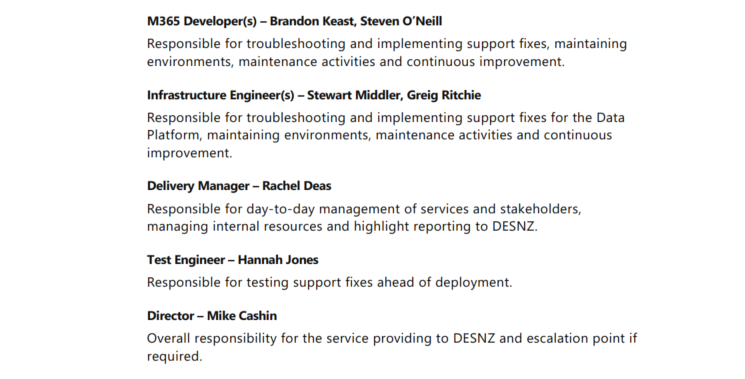 M365 Developer(s) – Brandon Keast, Steven O’Neill
Responsible for troubleshooting and implementing support fixes, maintaining
environments, maintenance activities and continuous improvement.
Infrastructure Engineer(s) – Stewart Middler, Greig Ritchie
Responsible for troubleshooting and implementing support fixes for the Data
Platform, maintaining environments, maintenance activities and continuous
improvement.
Delivery Manager – Rachel Deas
Responsible for day-to-day management of services and stakeholders,
managing internal resources and highlight reporting to DESNZ.
Test Engineer – Hannah Jones
Responsible for testing support fixes ahead of deployment.
Director – Mike Cashin
Overall responsibility for the service providing to DESNZ and escalation point if
required.